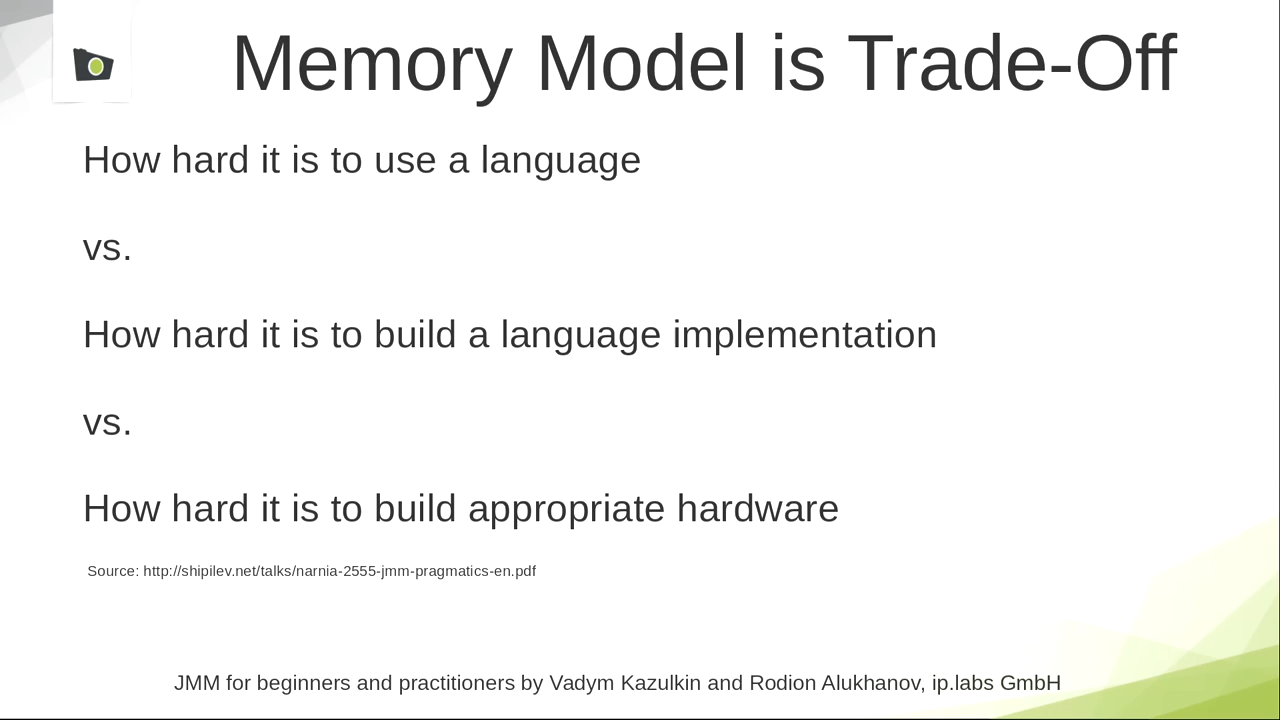 Memory Model is Trade-Off
How hard it is to use a language
vs.
How hard it is to build a language implementation
vs.
How hard it is to build appropriate hardware
Source: http://shipilev.net/talks/narnia-2555-jmm-pragmatics-en.pdf
JMM for beginners and practitioners by Vadym Kazulkin and Rodion Alukhanov, ip.labs GmbH